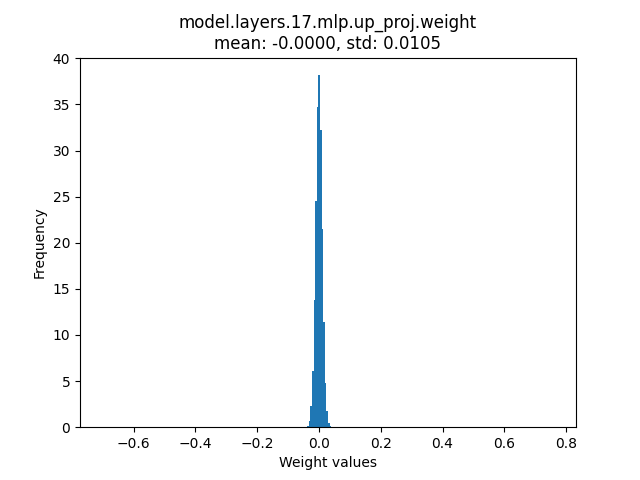 model.layers.17.mlp.up_proj.weight
mean: -0.0000, std: 0.0105
40
35
30
25
20
15
10
5
0
Frequency
−0.6 −0.4 −0.2 0.0 0.2 0.4 0.6 0.8
Weight values